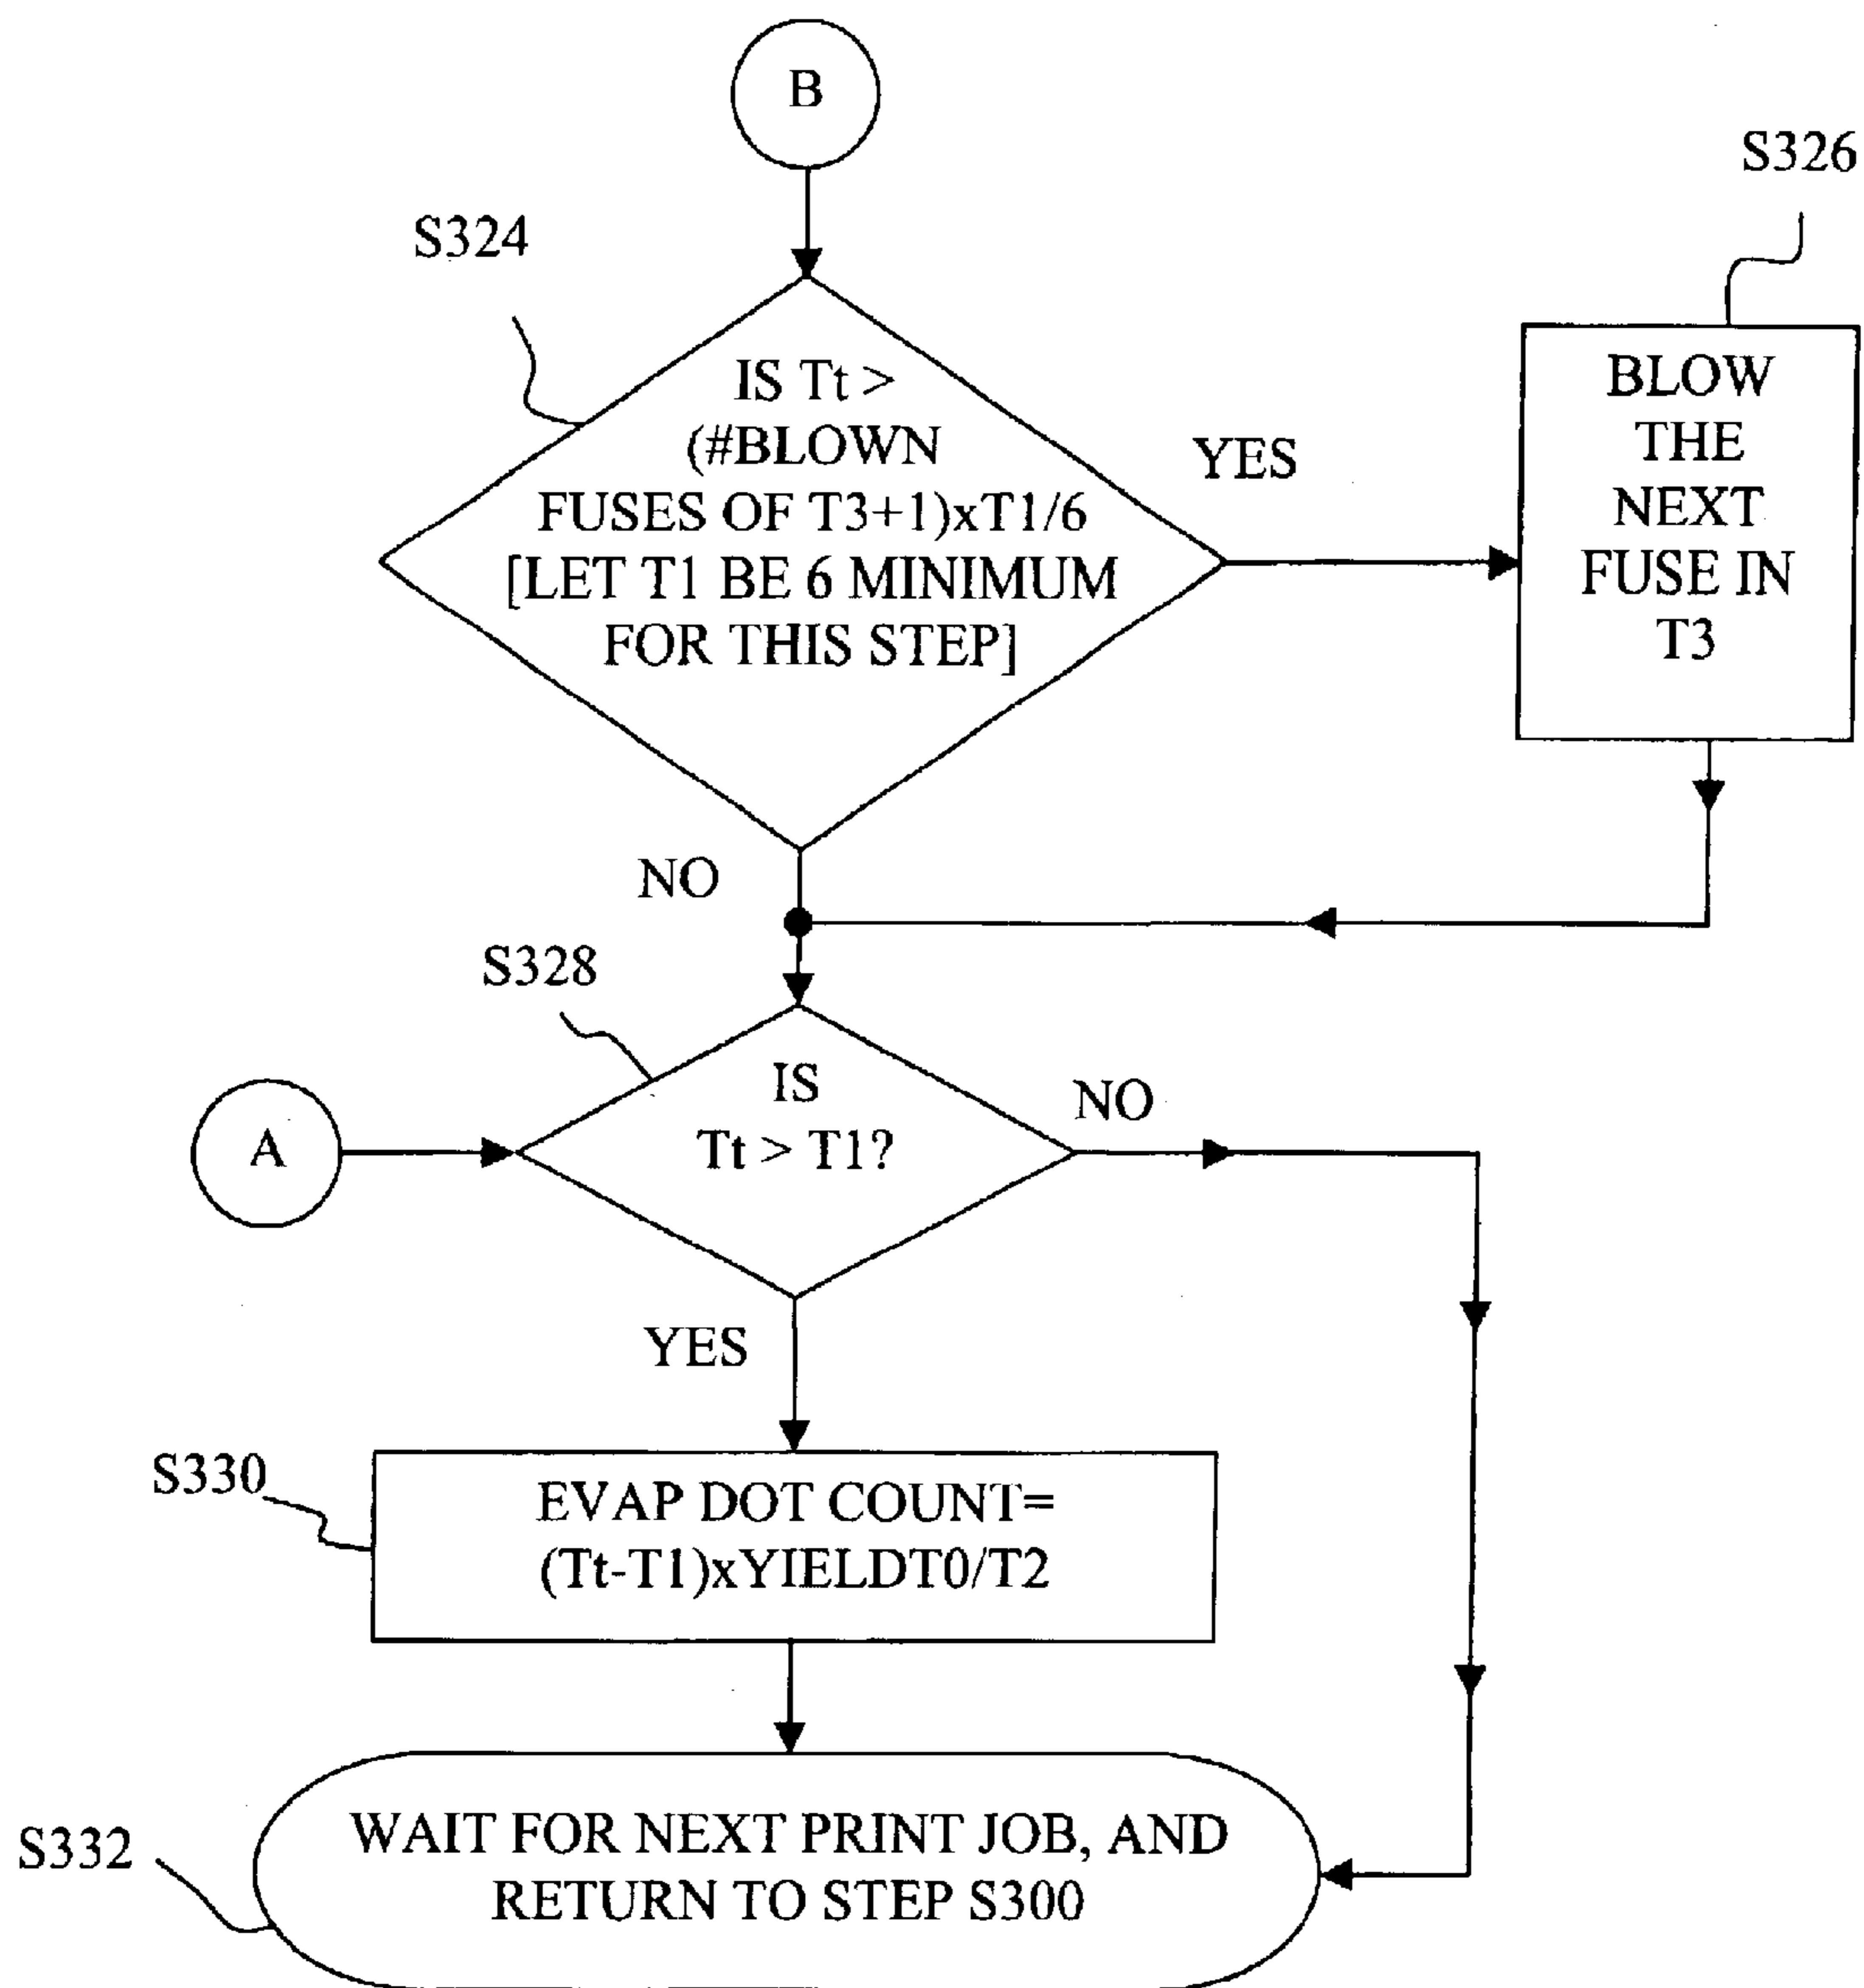 B
S326
S324
IS Tt >
(#BLOWN
FUSES OF T3+1)xT1/6
[LET T1 BE 6 MINIMUM
FOR THIS STEP]
YES
BLOW
THE
NEXT
FUSE IN
T3
NO
S328
IS
Tt > T1?
NO
A
YES
S330
EVAP DOT COUNT=
(Tt-T1)xYIELDT0/T2
S332
WAIT FOR NEXT PRINT JOB, AND
RETURN TO STEP S300